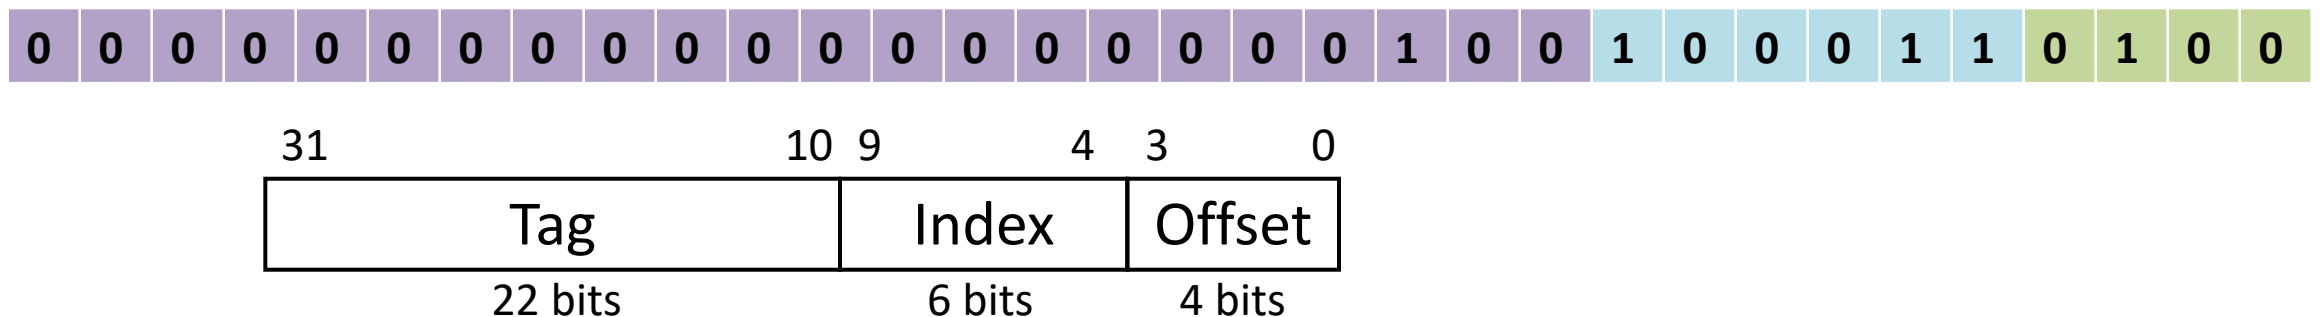 0 0 0 0 0 0 0 0 0 0 0 0 0 0 0 0 0 0 0 1 0 0 1 0 0 0 1 1 0 1 0 0
31 10 9 4 3 0
Tag Index Offset
22 bits 6 bits 4 bits